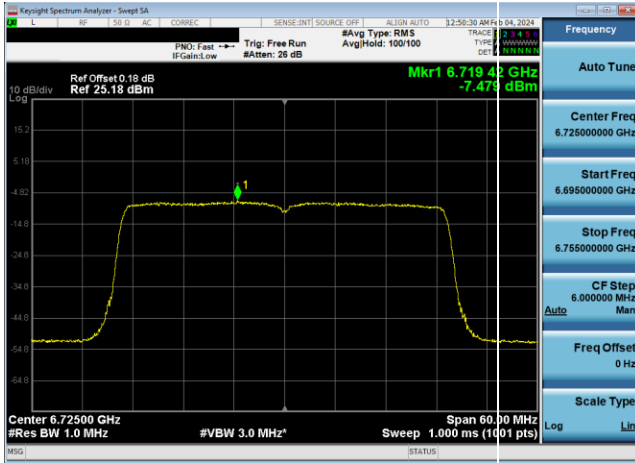 Keysight Spectrum Analyzer - Swept SA
L RF 50 Ω AC CORREC SENSE:INT SOURCE OFF ALIGN AUTO 12:50:30 AM Feb 04, 2024
PNO: Fast IFGain:Low
Trig: Free Run #Atten: 26 dB
#Avg Type: RMS Avg|Hold: 100/100
TRACE 2 3 4 5 6
TYPE
DET N N N N N
Mkr1 6.719 42 GHz
-7.479 dBm
Ref Offset 0.18 dB
10 dB/div Ref 25.18 dBm
Log
15.2
5.18
-4.82
-14.8
-24.8
-34.8
-44.8
-54.8
-64.8
1
Center 6.72500 GHz Span 60.00 MHz
#Res BW 1.0 MHz #VBW 3.0 MHz* Sweep 1.000 ms (1001 pts)
MSG STATUS
Frequency
Auto Tune
Center Freq
6.725000000 GHz
Start Freq
6.695000000 GHz
Stop Freq
6.755000000 GHz
CF Step
6.000000 MHz
Auto Man
Freq Offset
0 Hz
Scale Type
Log Lin